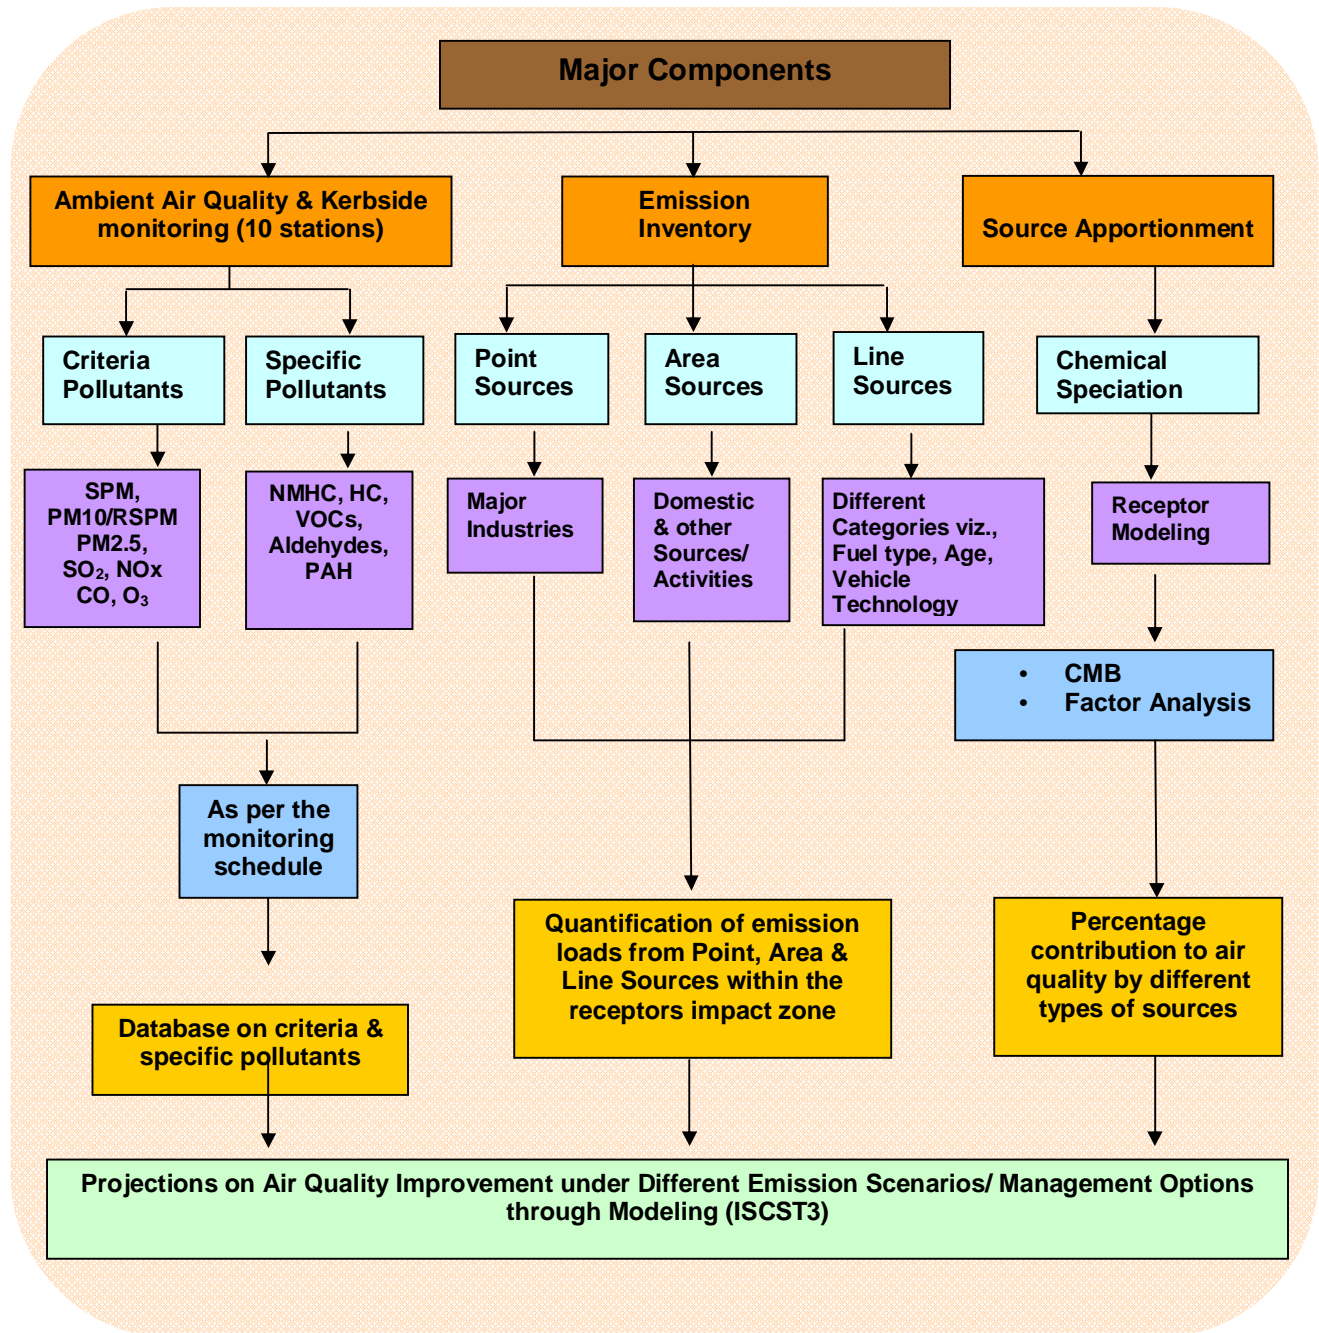 Major Components
Ambient Air Quality & Kerbside
monitoring (10 stations)
Emission
Inventory
Source Apportionment
Criteria
Pollutants
Specific
Pollutants
Point
Sources
Area
Sources
Line
Sources
Chemical
Speciation
SPM,
PM10/RSPM
PM2.5,
SO₂, NOx
CO, O₃
NMHC, HC,
VOCs,
Aldehydes,
PAH
Major
Industries
Domestic
& other
Sources/
Activities
Different
Categories viz.,
Fuel type, Age,
Vehicle
Technology
Receptor
Modeling
• CMB
• Factor Analysis
As per the
monitoring
schedule
Quantification of emission
loads from Point, Area &
Line Sources within the
receptors impact zone
Percentage
contribution to air
quality by different
types of sources
Database on criteria &
specific pollutants
Projections on Air Quality Improvement under Different Emission Scenarios/ Management Options
through Modeling (ISCST3)